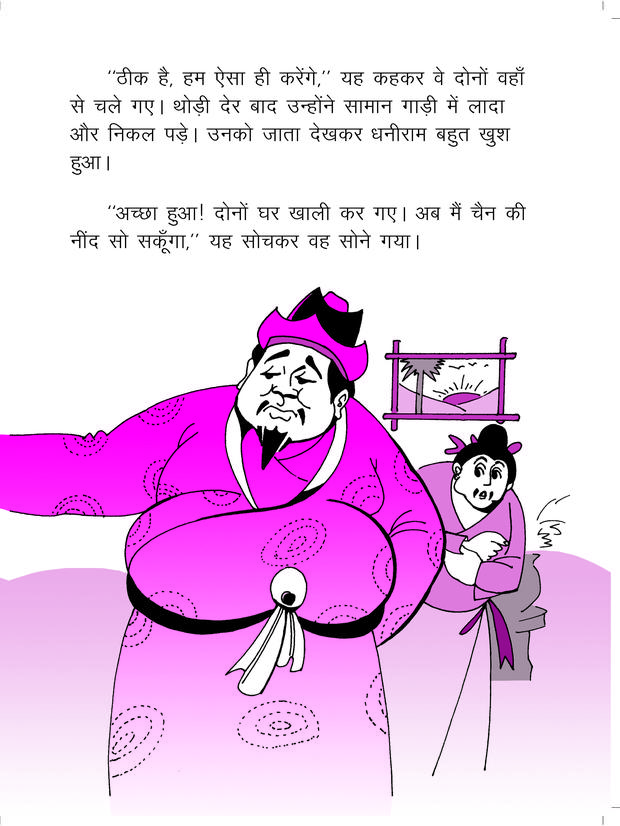 ‘‘ठीक है, हम ऐसा ही करेंगे,’’ यह कहकर वे दोनों वहाँ
से चले गए। थोड़ी देर बाद उन्होंने सामान गाड़ी में लादा
और निकल पड़े। उनको जाता देखकर धनीराम बहुत खुश
हुआ।
‘‘अच्छा हुआ! दोनों घर खाली कर गए। अब मैं चैन की
नींद सो सकूँगा,’’ यह सोचकर वह सोने गया।